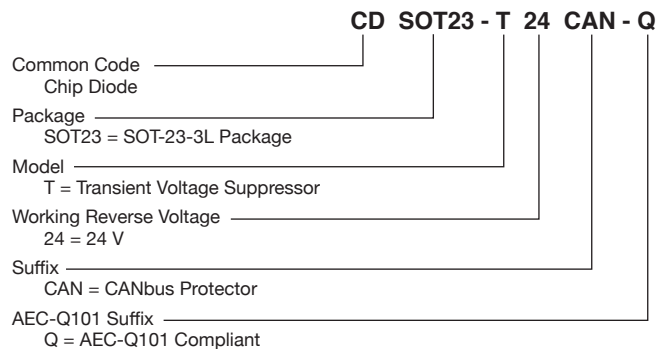 CD SOT23 - T 24 CAN - Q
Common Code
Chip Diode
Package
SOT23 = SOT-23-3L Package
Model
T = Transient Voltage Suppressor
Working Reverse Voltage
24 = 24 V
Suffix
CAN = CANbus Protector
AEC-Q101 Suffix
Q = AEC-Q101 Compliant